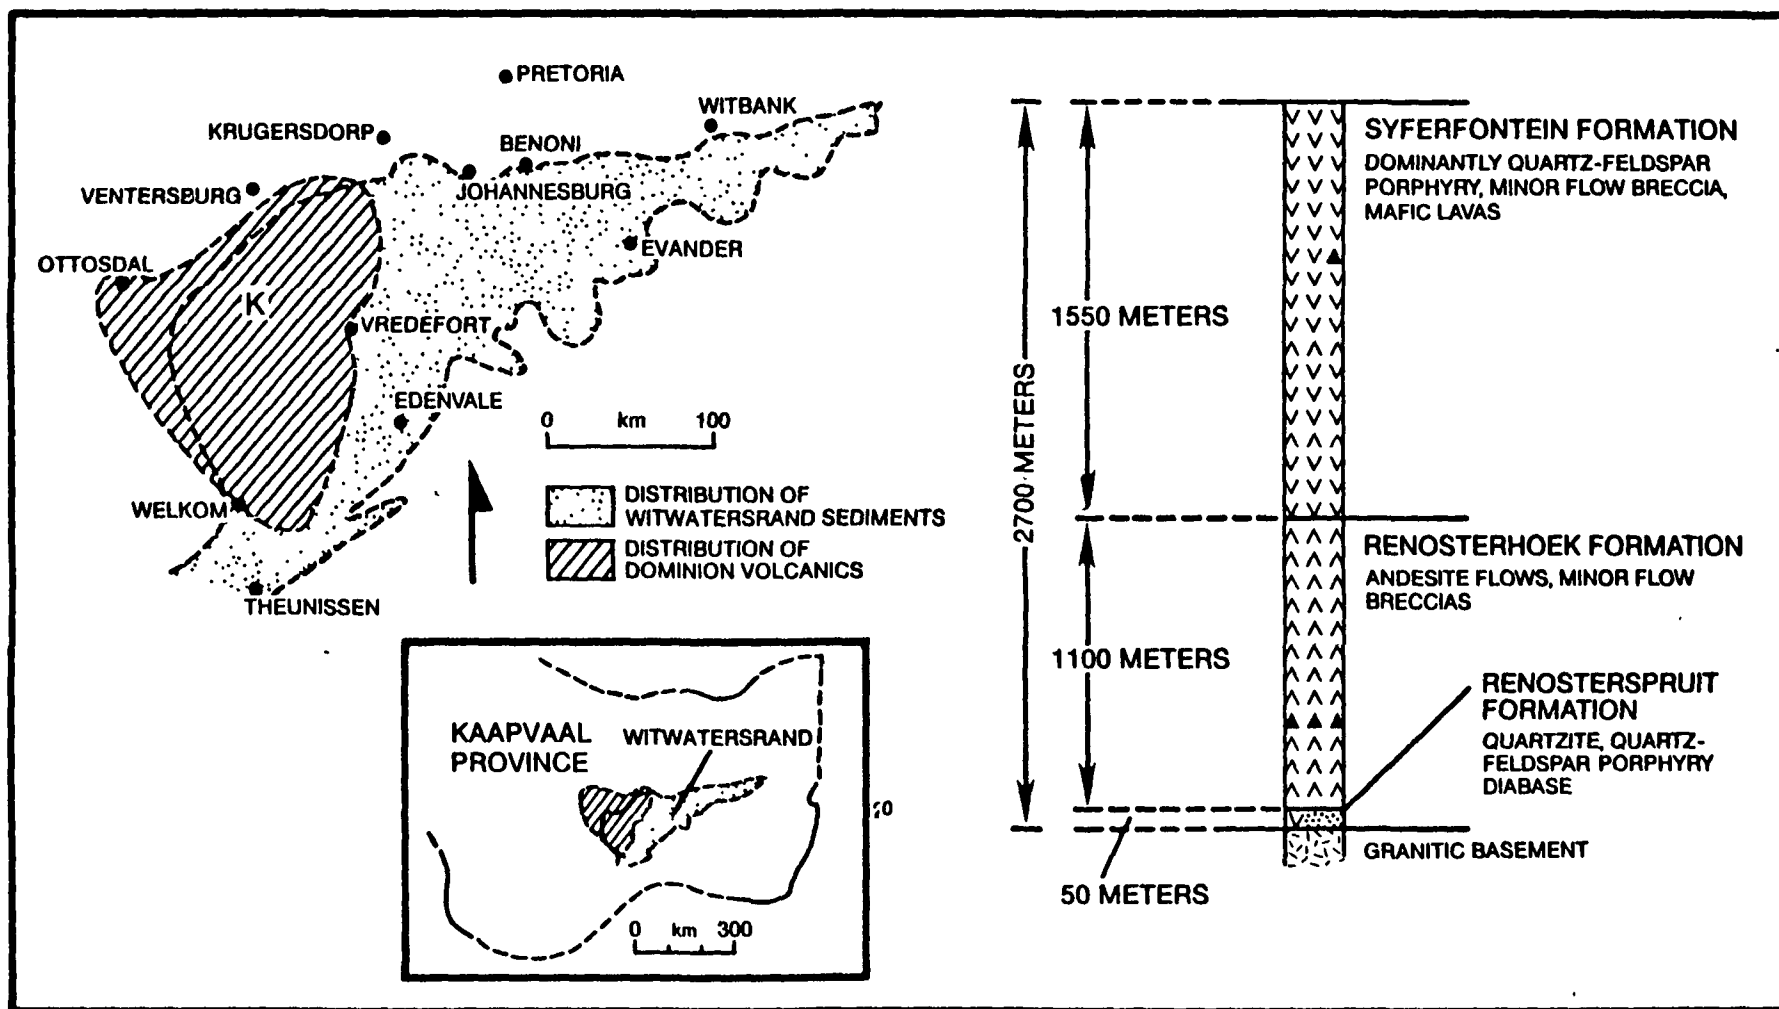 PRETORIA
WITBANK
KRUGERSDORP
BENONI
VENTERSBURG
JOHANNESBURG
EVANDER
OTTOSDAL
K
VREDEFORT
EDENVALE
0 km 100
WELKOM
DISTRIBUTION OF
WITWATERSRAND SEDIMENTS
DISTRIBUTION OF
DOMINION VOLCANICS
THEUNISSEN
KAAPVAAL
PROVINCE
WITWATERSRAND
0 km 300
2700 METERS
1550 METERS
1100 METERS
50 METERS
SYFERFONTEIN FORMATION
DOMINANTLY QUARTZ-FELDSPAR
PORPHYRY, MINOR FLOW BRECCIA,
MAFIC LAVAS
RENOSTERHOEK FORMATION
ANDESITE FLOWS, MINOR FLOW
BRECCIAS
RENOSTERSPRUIT
FORMATION
QUARTZITE, QUARTZ-
FELDSPAR PORPHYRY
DIABASE
GRANITIC BASEMENT